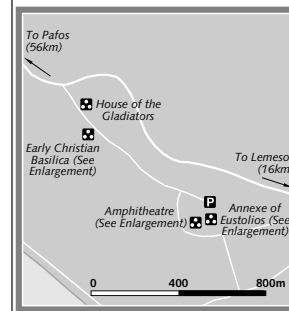 To Pafos
(56km)
House of the
Gladiators
Early Christian
Basilica (See
Enlargement)
To Lemeso
(16km
P
Amphitheatre
(See Enlargement)
Annexe of
Eustolios (See
Enlargement)
0 400 800m